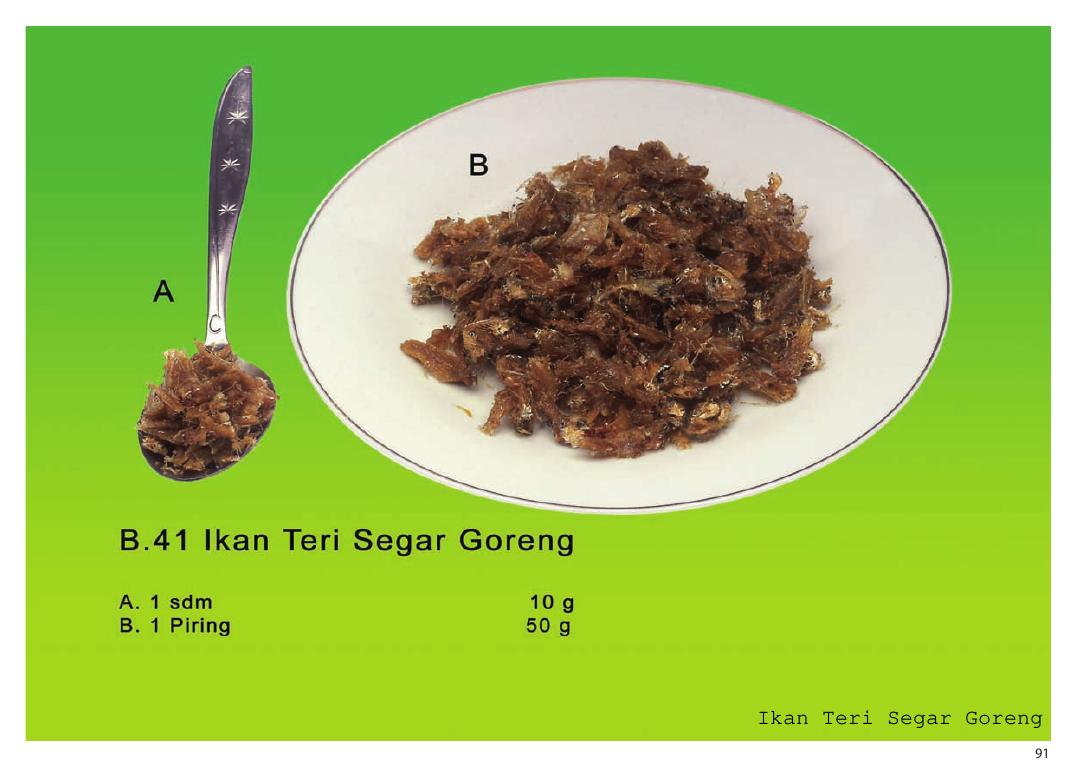 B
A
C
B.41 Ikan Teri Segar Goreng
A. 1 sdm 10 g
B. 1 Piring 50 g
Ikan Teri Segar Goreng
91